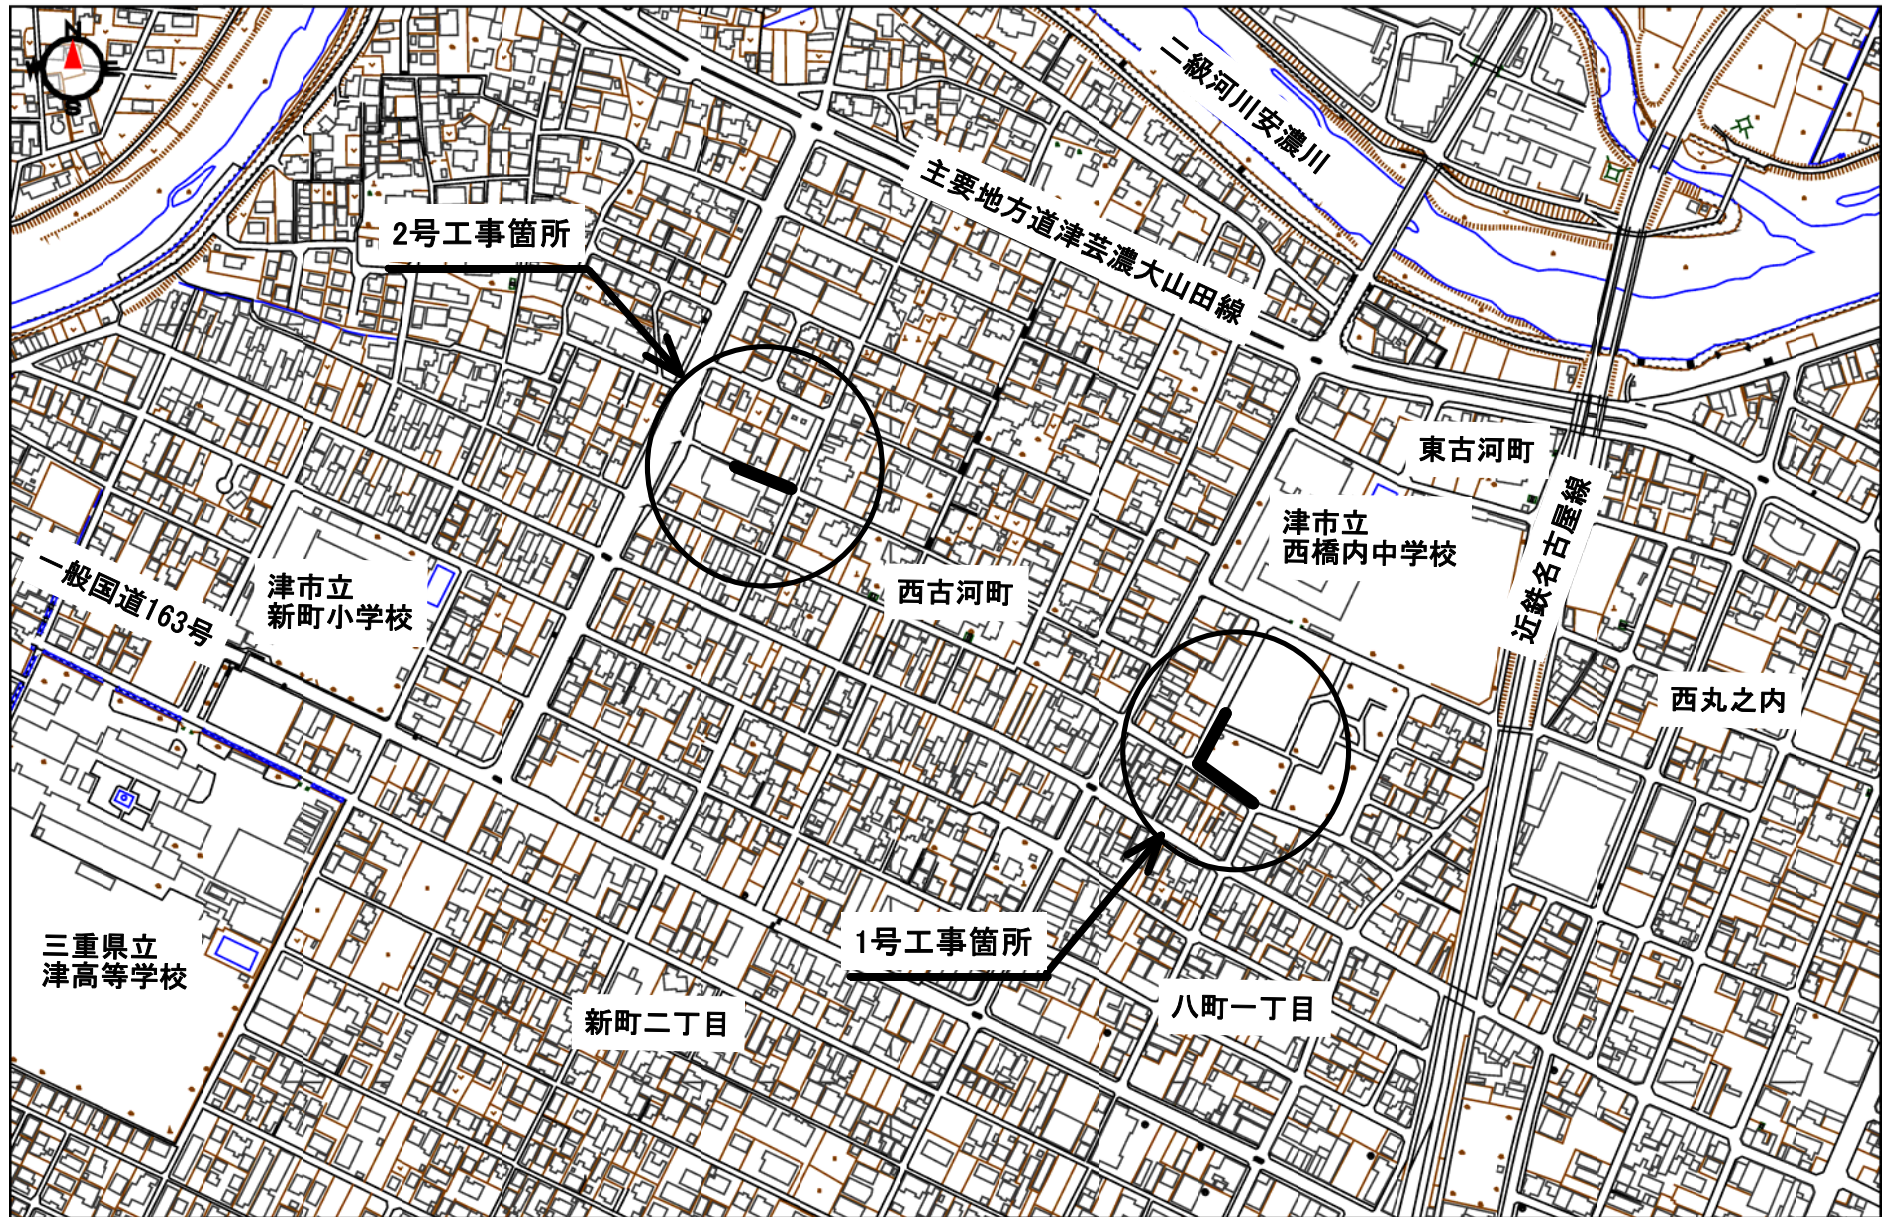 N
S
二級河川安濃川
主要地方道津芸濃大山田線
2号工事箇所
東古河町
津市立
西橋内中学校
近鉄名古屋線
一般国道163号
津市立
新町小学校
西古河町
西丸之内
1号工事箇所
三重県立
津高等学校
新町二丁目
八町一丁目